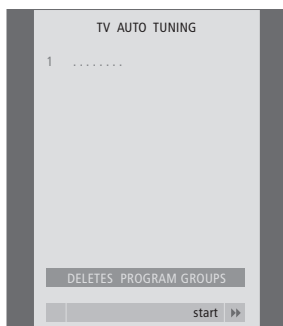 TV AUTO TUNING
1 ........
DELETES PROGRAM GROUPS
start